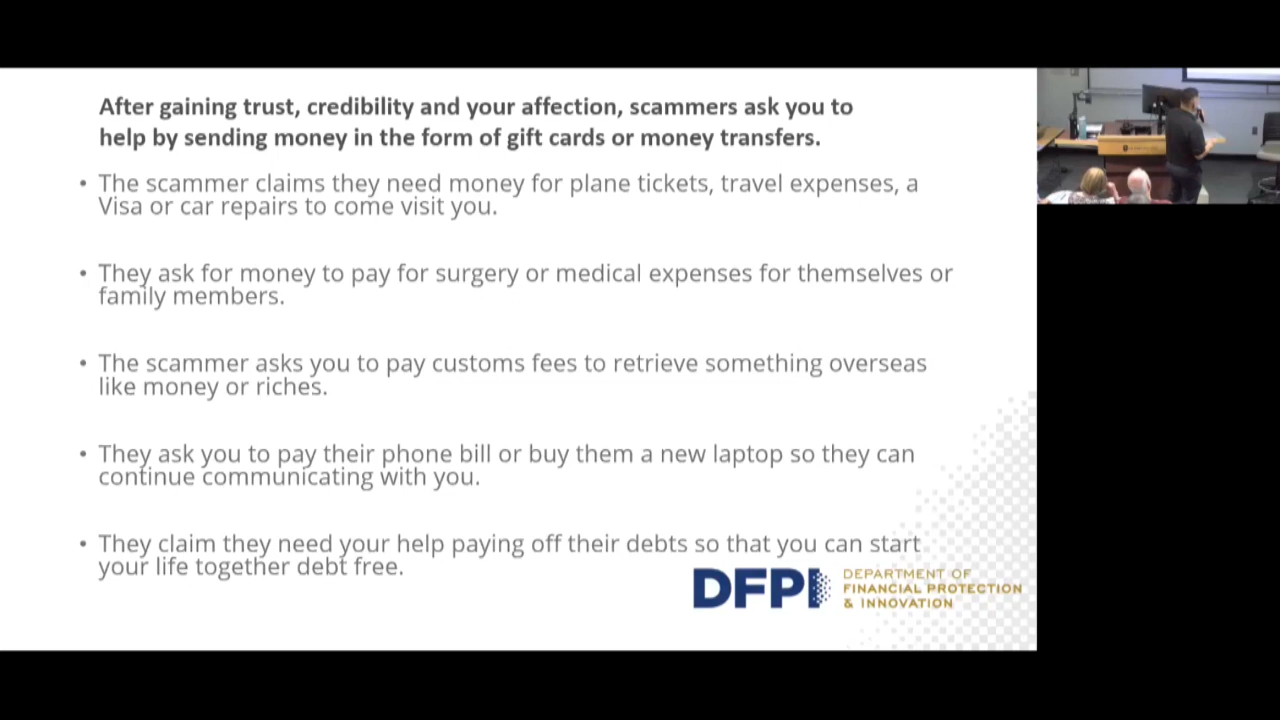 After gaining trust, credibility and your affection, scammers ask you to
help by sending money in the form of gift cards or money transfers.
• The scammer claims they need money for plane tickets, travel expenses, a
Visa or car repairs to come visit you.
• They ask for money to pay for surgery or medical expenses for themselves or
family members.
• The scammer asks you to pay customs fees to retrieve something overseas
like money or riches.
• They ask you to pay their phone bill or buy them a new laptop so they can
continue communicating with you.
• They claim they need your help paying off their debts so that you can start
your life together debt free.
DFPI
DEPARTMENT OF
FINANCIAL PROTECTION
& INNOVATION